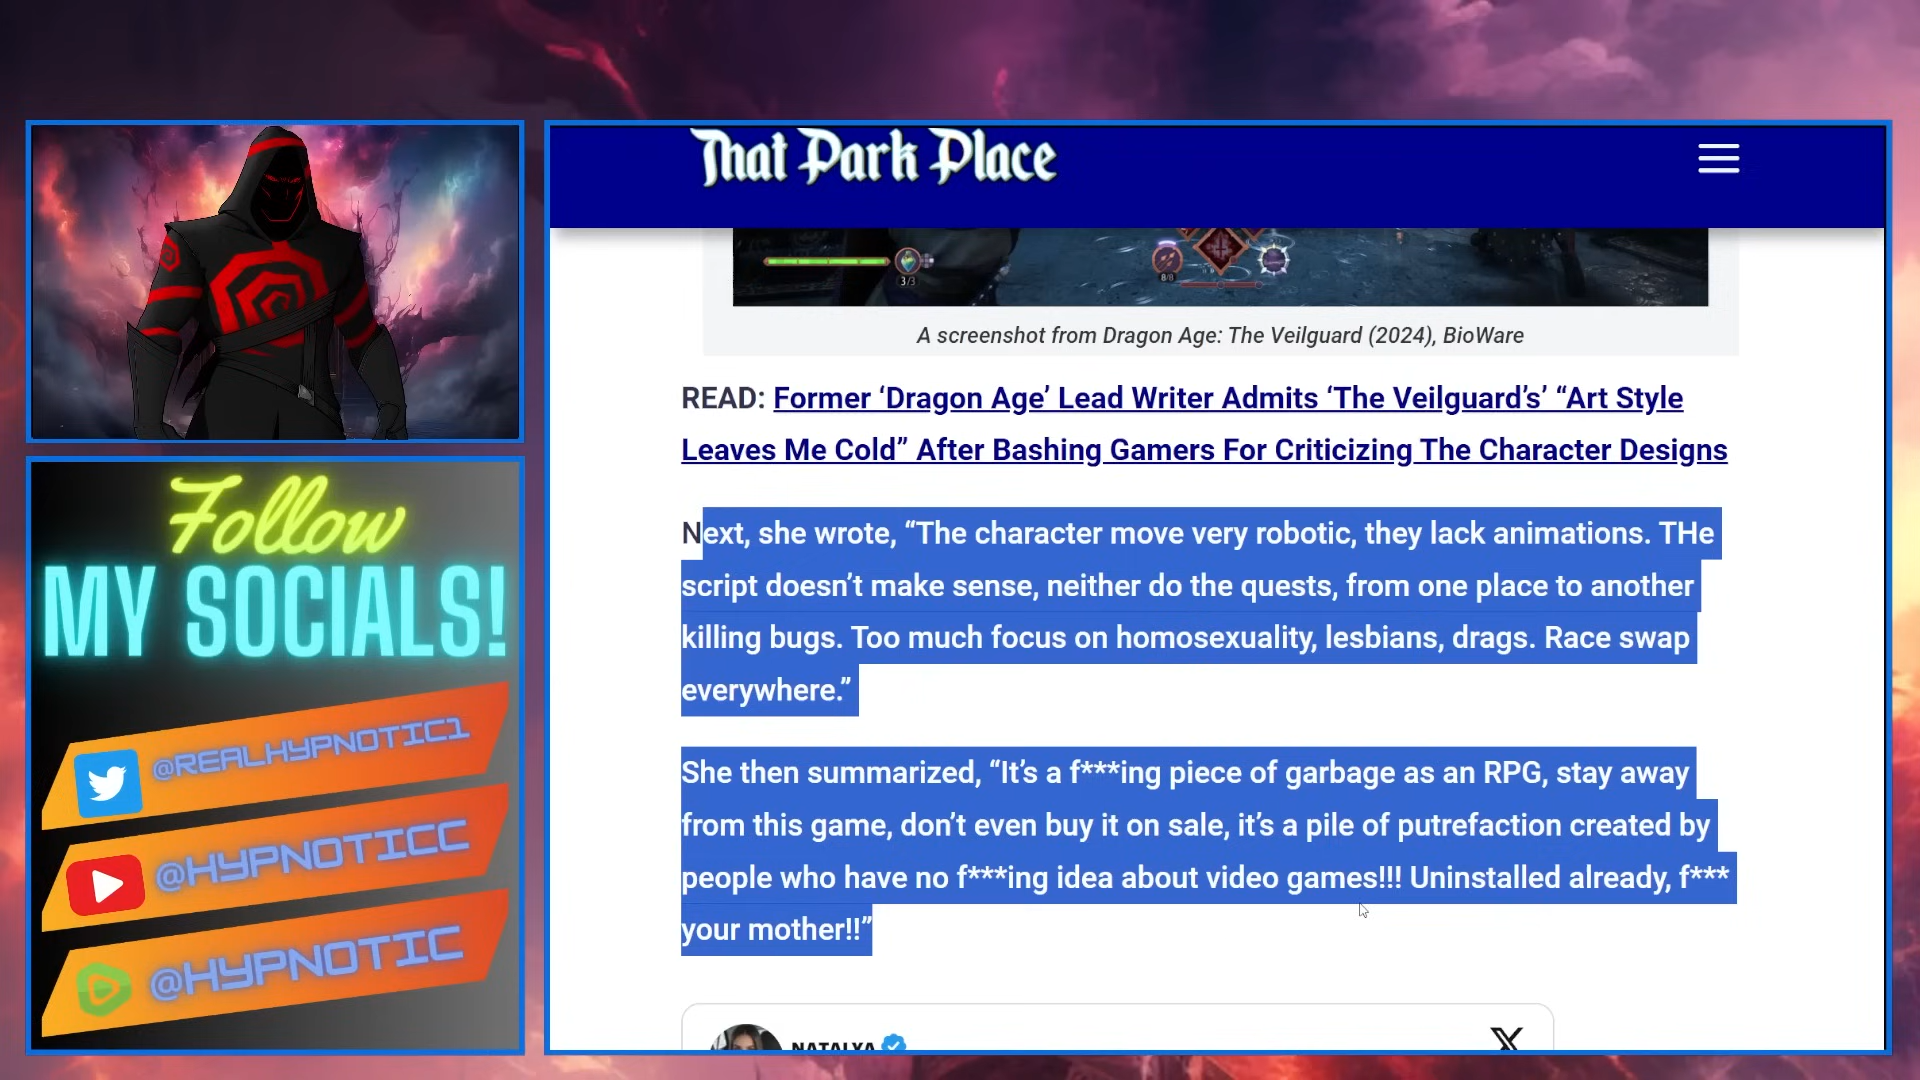 That Park Place
3/3
8/8
A screenshot from Dragon Age: The Veilguard (2024), BioWare
READ: Former ‘Dragon Age’ Lead Writer Admits ‘The Veilguard’s’ “Art Style
Leaves Me Cold” After Bashing Gamers For Criticizing The Character Designs
Next, she wrote, “The character move very robotic, they lack animations. THe
script doesn’t make sense, neither do the quests, from one place to another
killing bugs. Too much focus on homosexuality, lesbians, drags. Race swap
everywhere.”
She then summarized, “It’s a f***ing piece of garbage as an RPG, stay away
from this game, don’t even buy it on sale, it’s a pile of putrefaction created by
people who have no f***ing idea about video games!!! Uninstalled already, f***
your mother!!”
NATALYA
Follow
MY SOCIALS!
@REALHYPNOTIC1
@HYPNOTICC
@HYPNOTIC